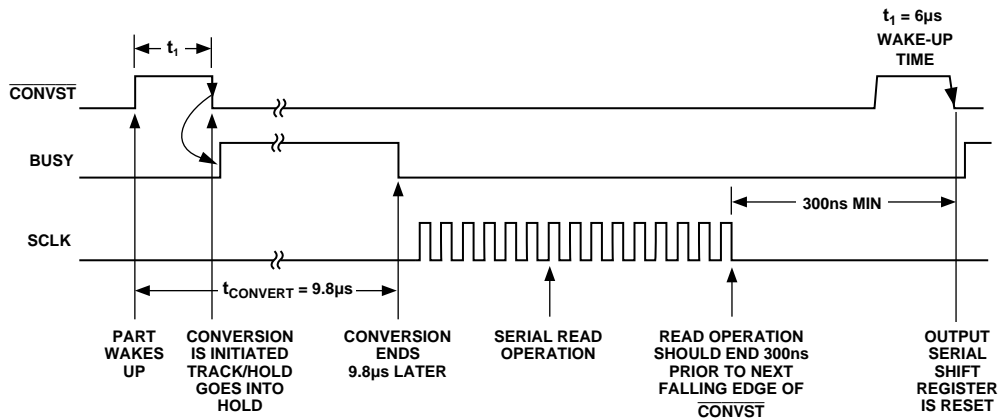 t1 = 6µs
WAKE-UP
TIME
t1
CONVST
BUSY
300ns MIN
SCLK
tCONVERT = 9.8µs
PART
WAKES
UP
CONVERSION
IS INITIATED
TRACK/HOLD
GOES INTO
HOLD
CONVERSION
ENDS
9.8µs LATER
SERIAL READ
OPERATION
READ OPERATION
SHOULD END 300ns
PRIOR TO NEXT
FALLING EDGE OF
CONVST
OUTPUT
SERIAL
SHIFT
REGISTER
IS RESET